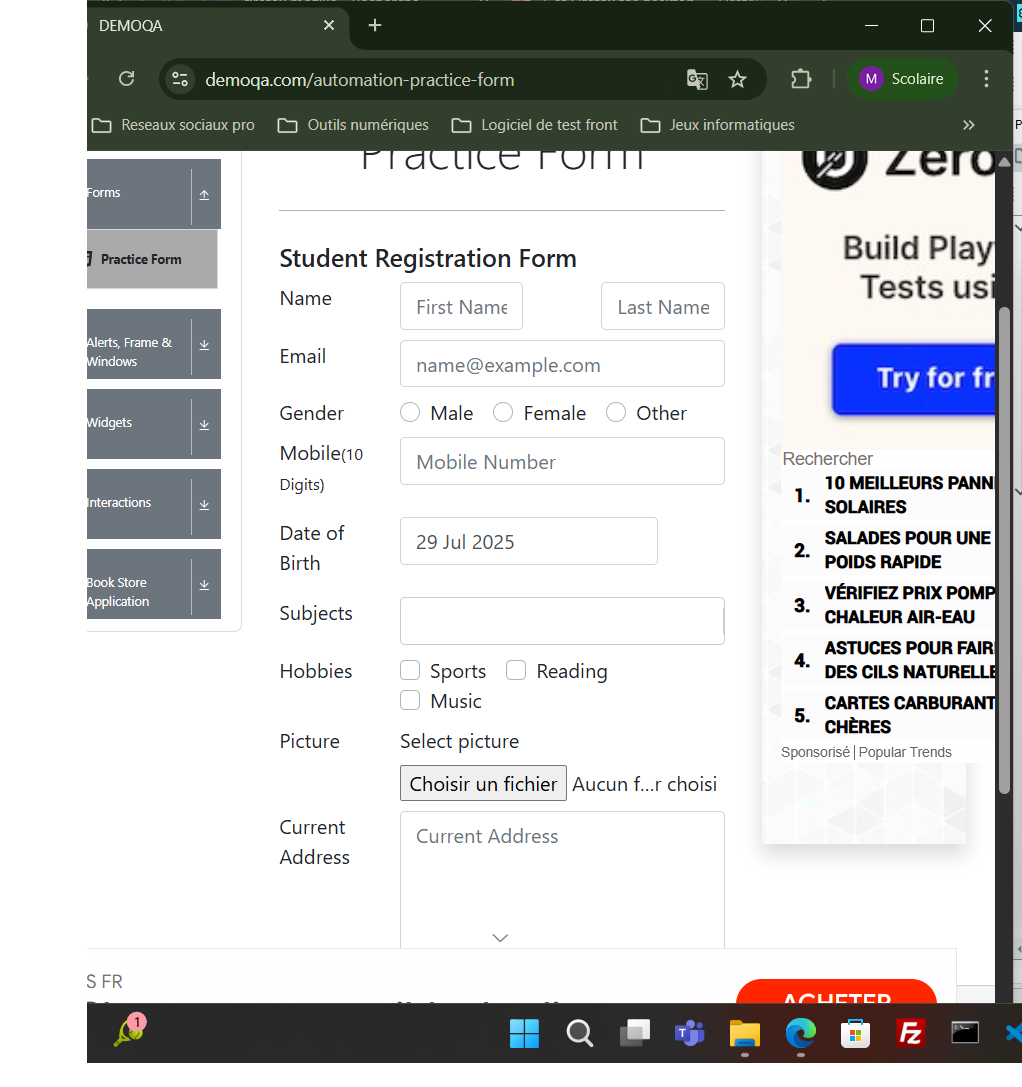 DEMOQA
demoqa.com/automation-practice-form
M
Scolaire
Reseaux sociaux pro
Outils numériques
Logiciel de test front
Jeux informatiques
Forms
Practice Form
Alerts, Frame &
Windows
Widgets
Interactions
Book Store
Application
Practice Form
Student Registration Form
Name
First Name
Last Name
Email
name@example.com
Gender
Male
Female
Other
Mobile(10
Digits)
Mobile Number
Date of
Birth
29 Jul 2025
Subjects
Hobbies
Sports
Reading
Music
Picture
Select picture
Choisir un fichier
Aucun f...r choisi
Current
Address
Current Address
Zero
Build Play
Tests usi
Try for fr
Rechercher
1. 10 MEILLEURS PANN
SOLAIRES
2. SALADES POUR UNE
POIDS RAPIDE
3. VÉRIFIEZ PRIX POMP
CHALEUR AIR-EAU
4. ASTUCES POUR FAIR
DES CILS NATURELLE
5. CARTES CARBURANT
CHÈRES
Sponsorisé | Popular Trends
S FR
ACHETER
1